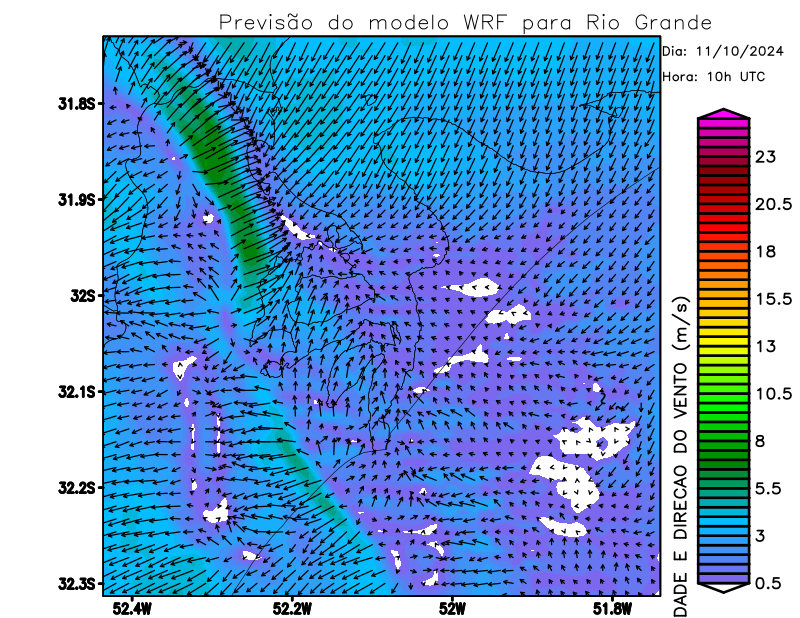 Previsão do modelo WRF para Rio Grande
Dia: 11/10/2024
Hora: 10h UTC
31.8S
31.9S
32S
32.1S
32.2S
32.3S
52.4W
52.2W
52W
51.8W
23
20.5
18
15.5
13
10.5
8
5.5
3
0.5
DADE E DIRECAO DO VENTO (m/s)